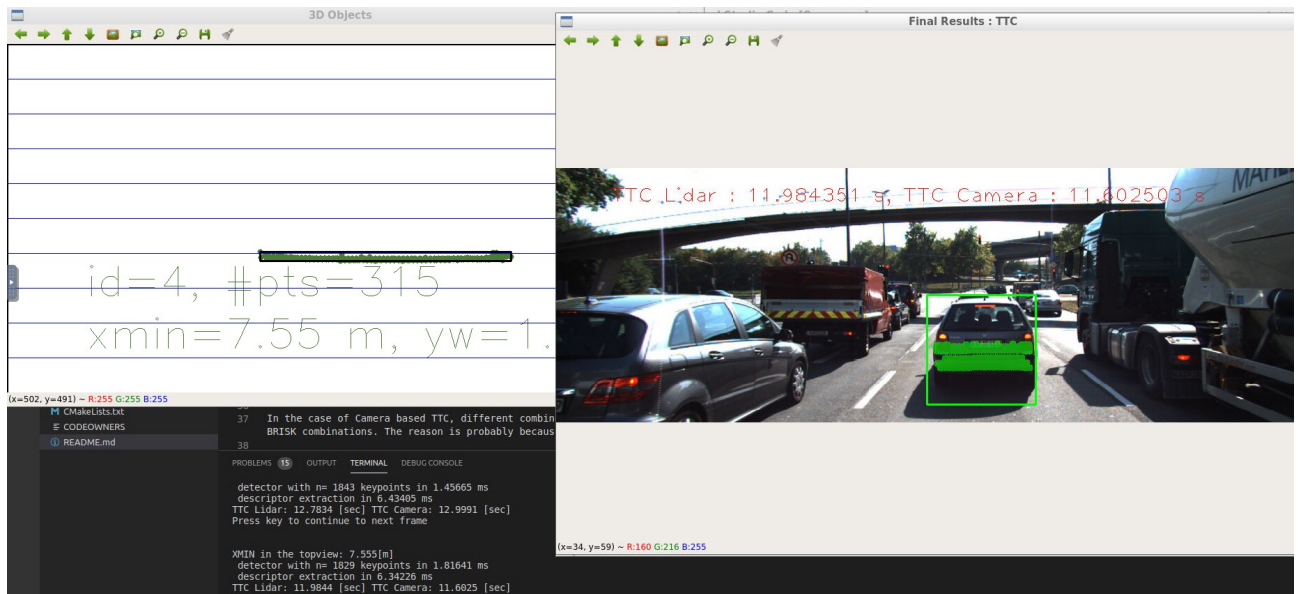 3D Objects
Final Results : TTC
id=4, #pts=315
xmin=7.55 m, yw=1.
(x=502, y=491) ~ R:255 G:255 B:255
TTC Lidar : 11.984351 s, TTC Camera : 11.602503 s
(x=34, y=59) ~ R:160 G:216 B:255
CMakeLists.txt
CODEOWNERS
README.md
37 In the case of Camera based TTC, different combin
BRISK combinations. The reason is probably becaus
38
PROBLEMS 15 OUTPUT TERMINAL DEBUG CONSOLE
detector with n= 1843 keypoints in 1.45665 ms
descriptor extraction in 6.43405 ms
TTC Lidar: 12.7834 [sec] TTC Camera: 12.9991 [sec]
Press key to continue to next frame
XMIN in the topview: 7.555[m]
detector with n= 1829 keypoints in 1.81641 ms
descriptor extraction in 6.34226 ms
TTC Lidar: 11.9844 [sec] TTC Camera: 11.6025 [sec]